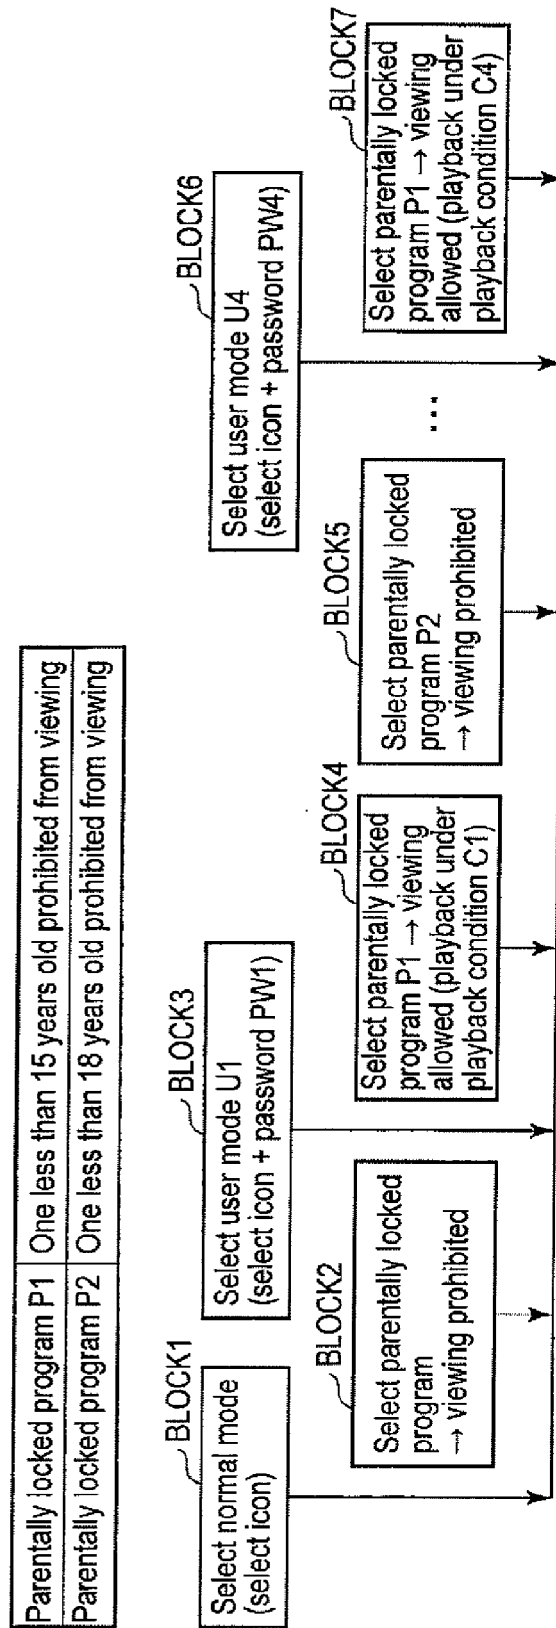 Parentally locked program P1 One less than 15 years old prohibited from viewing
Parentally locked program P2 One less than 18 years old prohibited from viewing
BLOCK1
Select normal mode
(select icon)
BLOCK2
Select parentally locked
program
→ viewing prohibited
BLOCK3
Select user mode U1
(select icon + password PW1)
BLOCK4
Select parentally locked
program P1 → viewing
allowed (playback under
playback condition C1)
BLOCK5
Select parentally locked
program P2
→ viewing prohibited
BLOCK6
Select user mode U4
(select icon + password PW4)
...
BLOCK7
Select parentally locked
program P1 → viewing
allowed (playback under
playback condition C4)